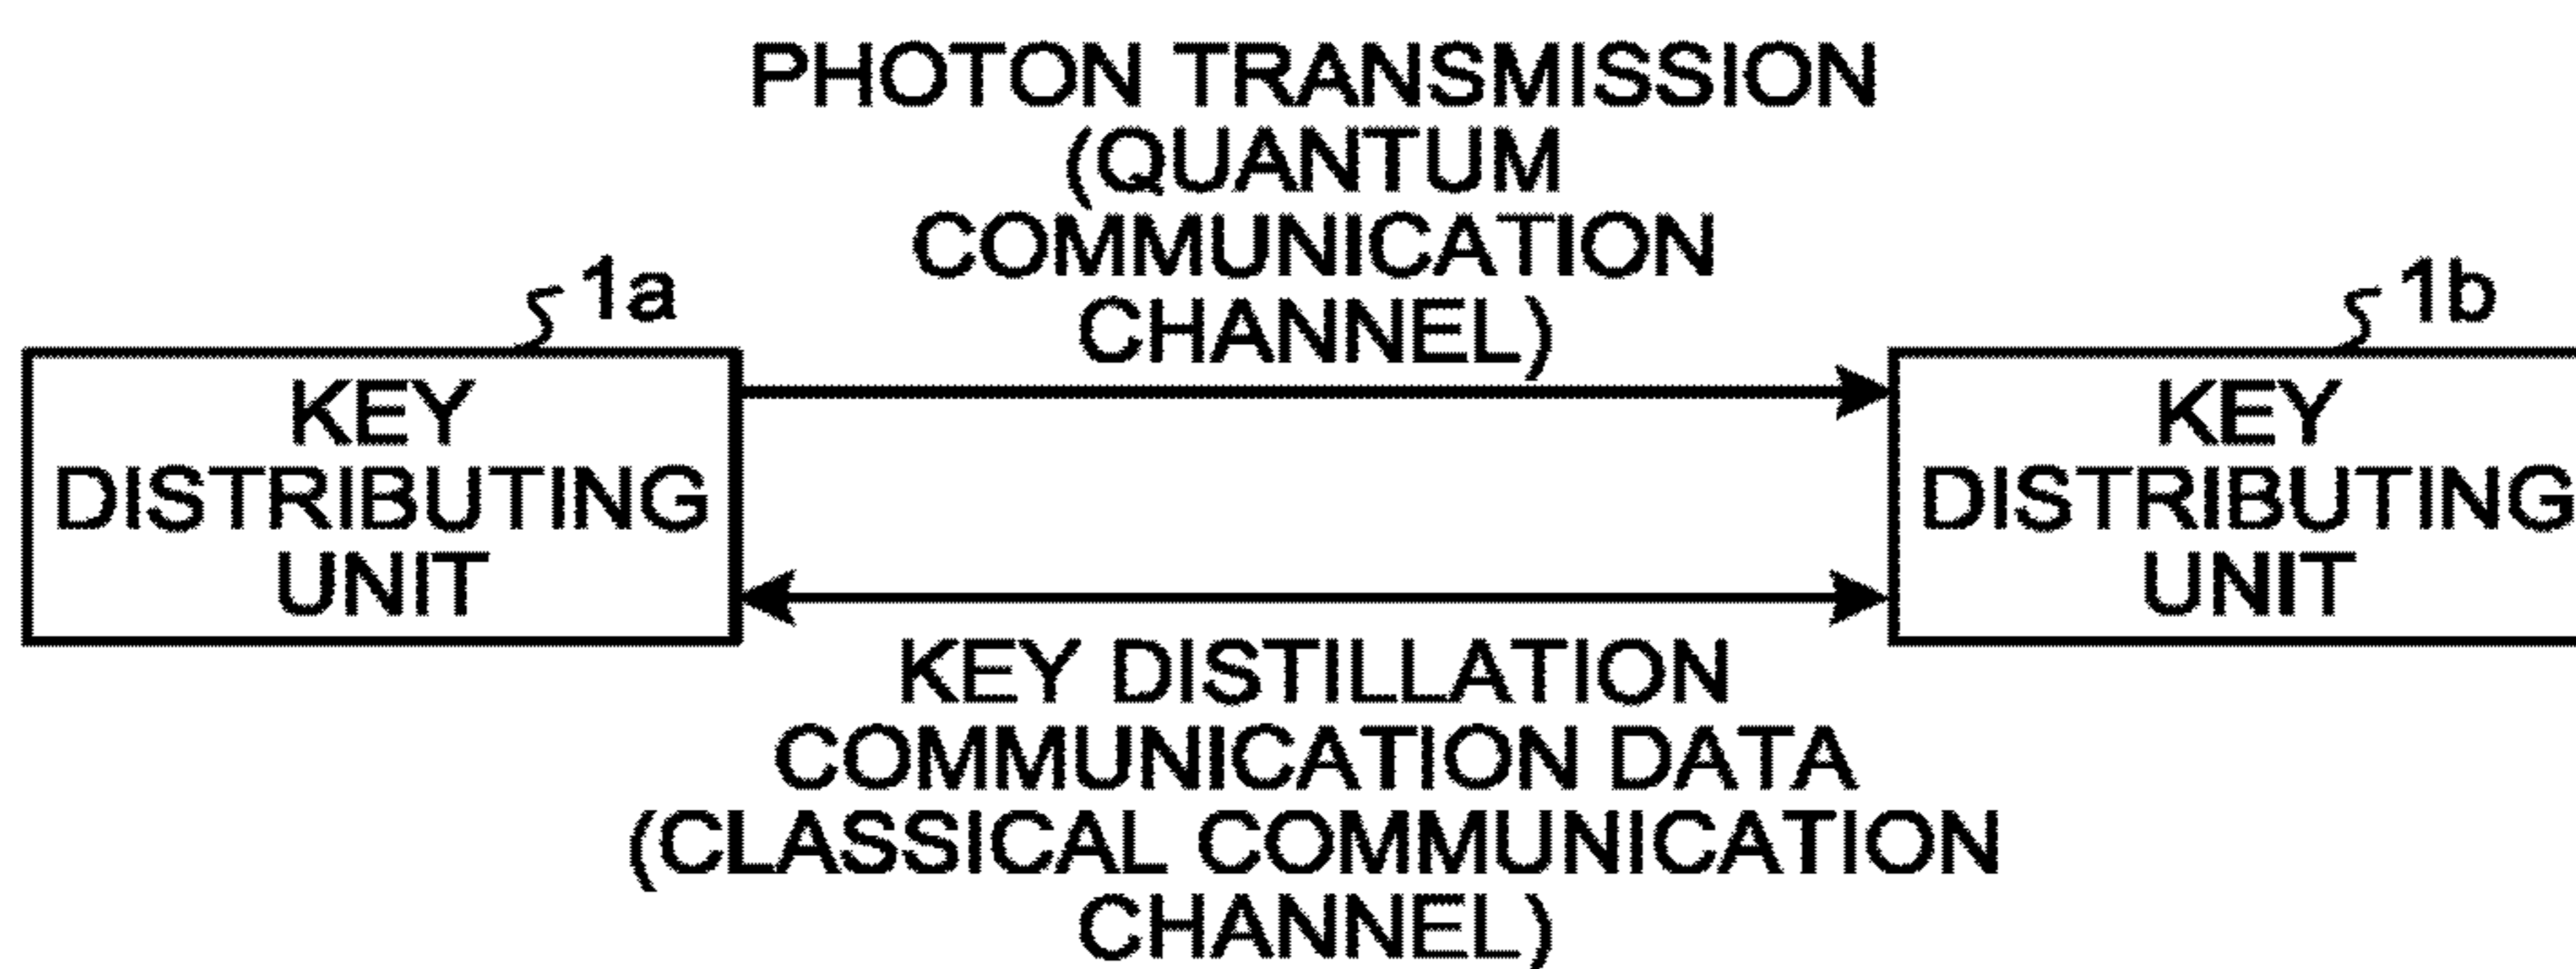 PHOTON TRANSMISSION
(QUANTUM
COMMUNICATION
CHANNEL)
1a
1b
KEY
DISTRIBUTING
UNIT
KEY
DISTRIBUTING
UNIT
KEY DISTILLATION
COMMUNICATION DATA
(CLASSICAL COMMUNICATION
CHANNEL)